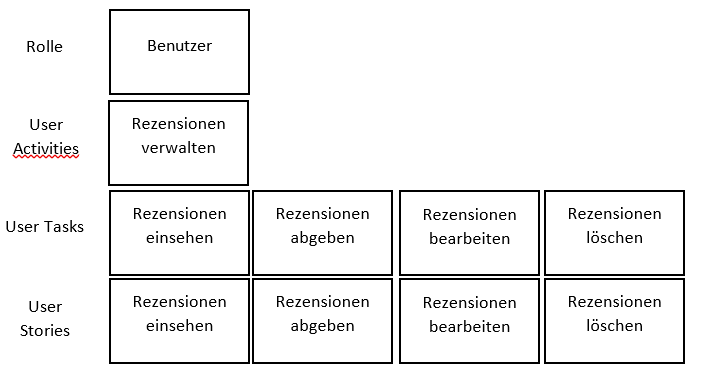 Rolle
Benutzer
User
Activities
Rezensionen
verwalten
User Tasks
Rezensionen
einsehen
Rezensionen
abgeben
Rezensionen
bearbeiten
Rezensionen
löschen
User
Stories
Rezensionen
einsehen
Rezensionen
abgeben
Rezensionen
bearbeiten
Rezensionen
löschen